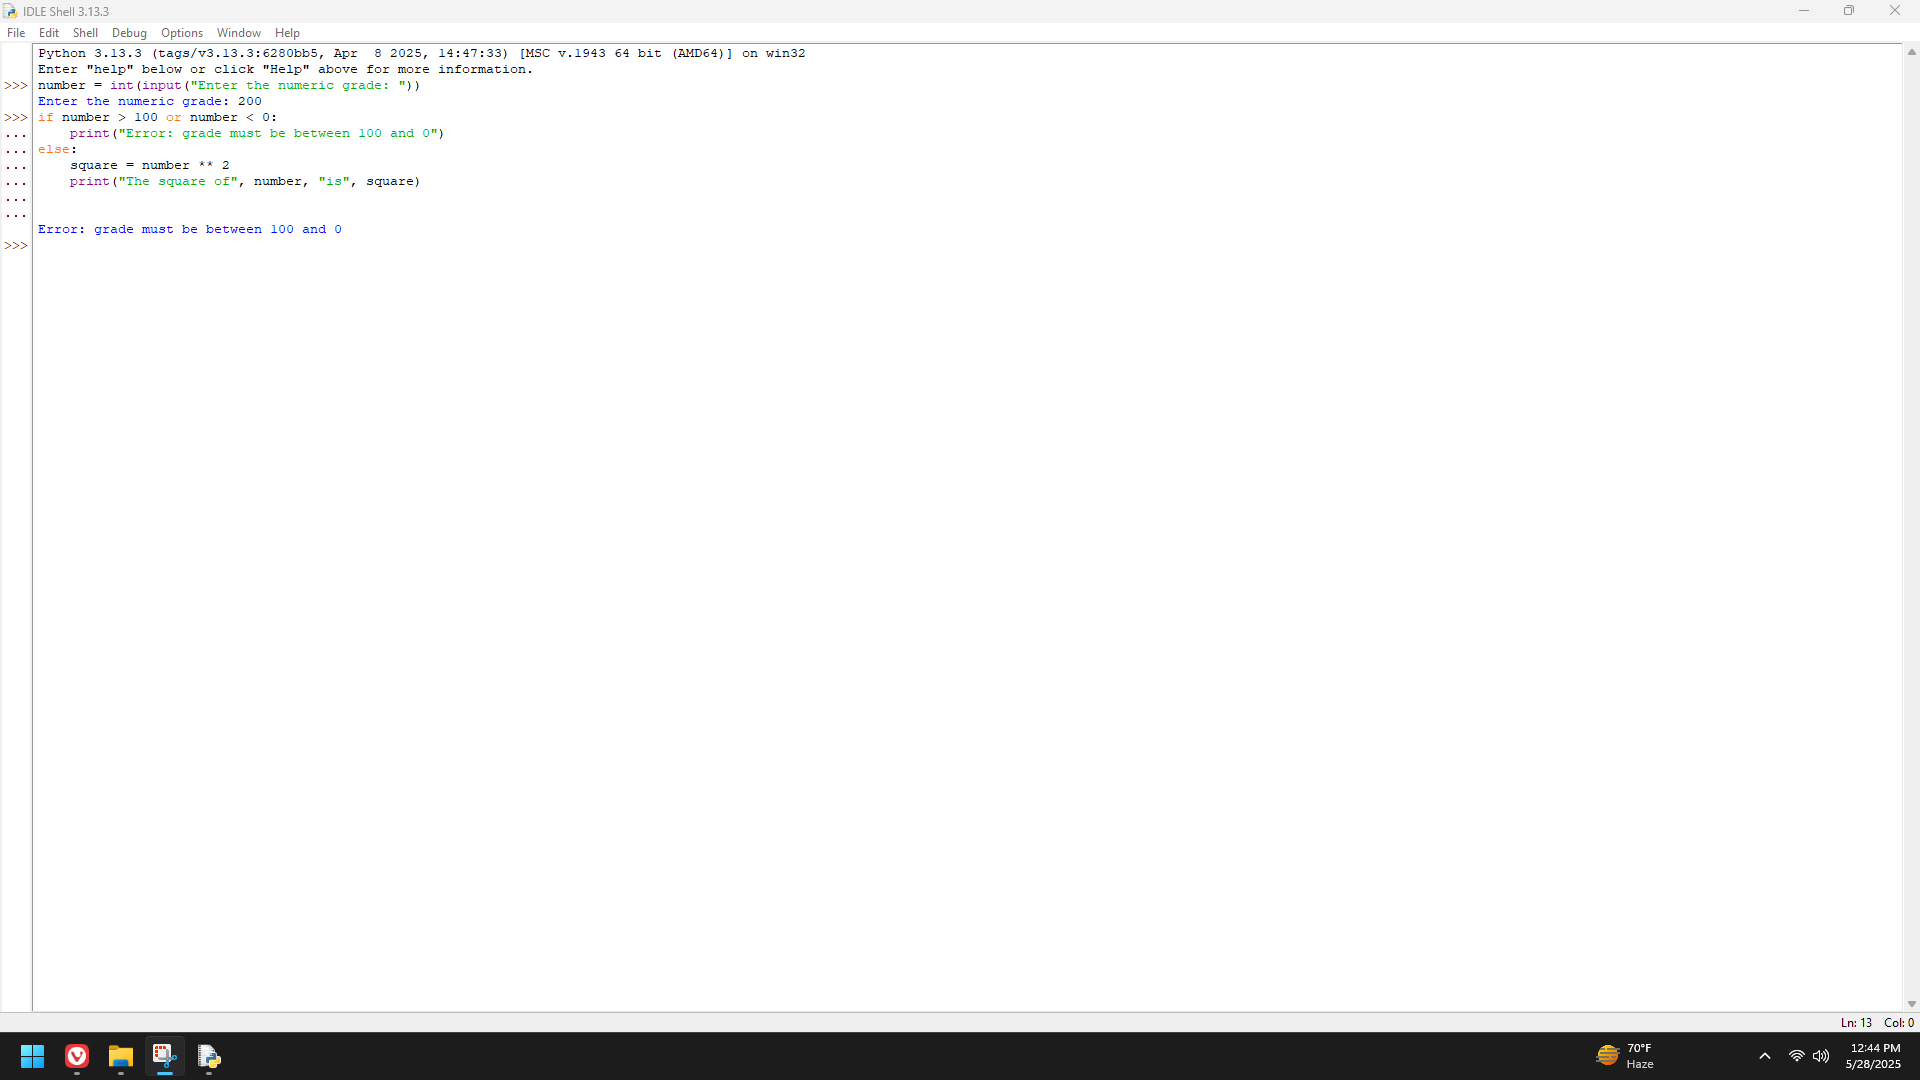 IDLE Shell 3.13.3
File Edit Shell Debug Options Window Help
Python 3.13.3 (tags/v3.13.3:6280bb5, Apr  8 2025, 14:47:33) [MSC v.1943 64 bit (AMD64)] on win32
Enter "help" below or click "Help" above for more information.
>>> number = int(input("Enter the numeric grade: "))
Enter the numeric grade: 200
>>> if number > 100 or number < 0:
...     print("Error: grade must be between 100 and 0")
... else:
...     square = number ** 2
...     print("The square of", number, "is", square)
...
...
Error: grade must be between 100 and 0
>>>
Ln: 13 Col: 0
70°F
Haze
12:44 PM
5/28/2025